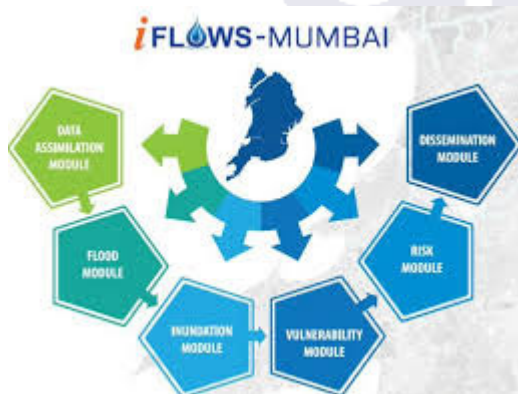 iFLOWS-MUMBAI
DATA
ASSIMILATION
MODULE
FLOOD
MODULE
INUNDATION
MODULE
VULNERABILITY
MODULE
RISK
MODULE
DISSEMINATION
MODULE